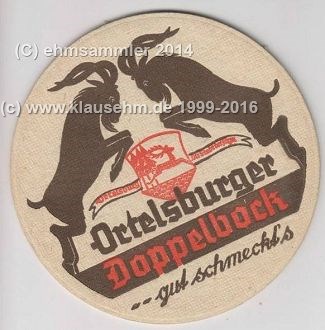 (C) ehmsammler 2014
(c) www.klausehm.de 1999-2016
Ortelsburger
Doppelbock
-- gut schmeckt's